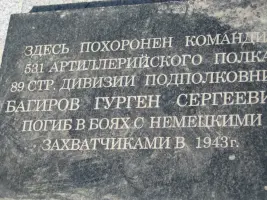 ЗДЕСЬ ПОХОРОНЕН КОМАНДИ
531 АРТИЛЛЕРИЙСКОГО ПОЛКА
89 СТР. ДИВИЗИИ ПОДПОЛКОВНИ
БАГИРОВ ГУРГЕН СЕРГЕЕВИ
ПОГИБ В БОЯХ С НЕМЕЦКИМИ
ЗАХВАТЧИКАМИ В 1943г.